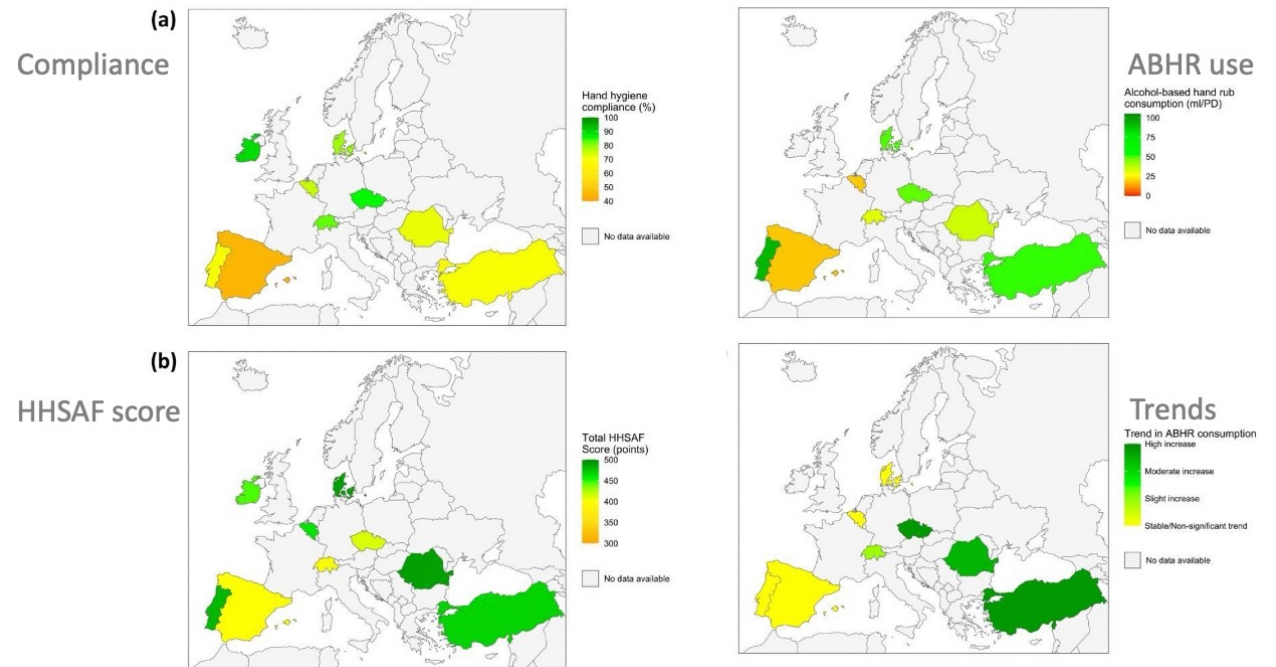 (a)
Compliance
Hand hygiene
compliance (%)
100
90
80
70
60
50
40
No data available
ABHR use
Alcohol-based hand rub
consumption (ml/PD)
100
75
50
25
0
No data available
(b)
HHSAF score
Total HHSAF
Score (points)
500
450
400
350
300
No data available
Trends
Trend in ABHR consumption
High increase
Moderate increase
Slight increase
Stable/Non-significant trend
No data available